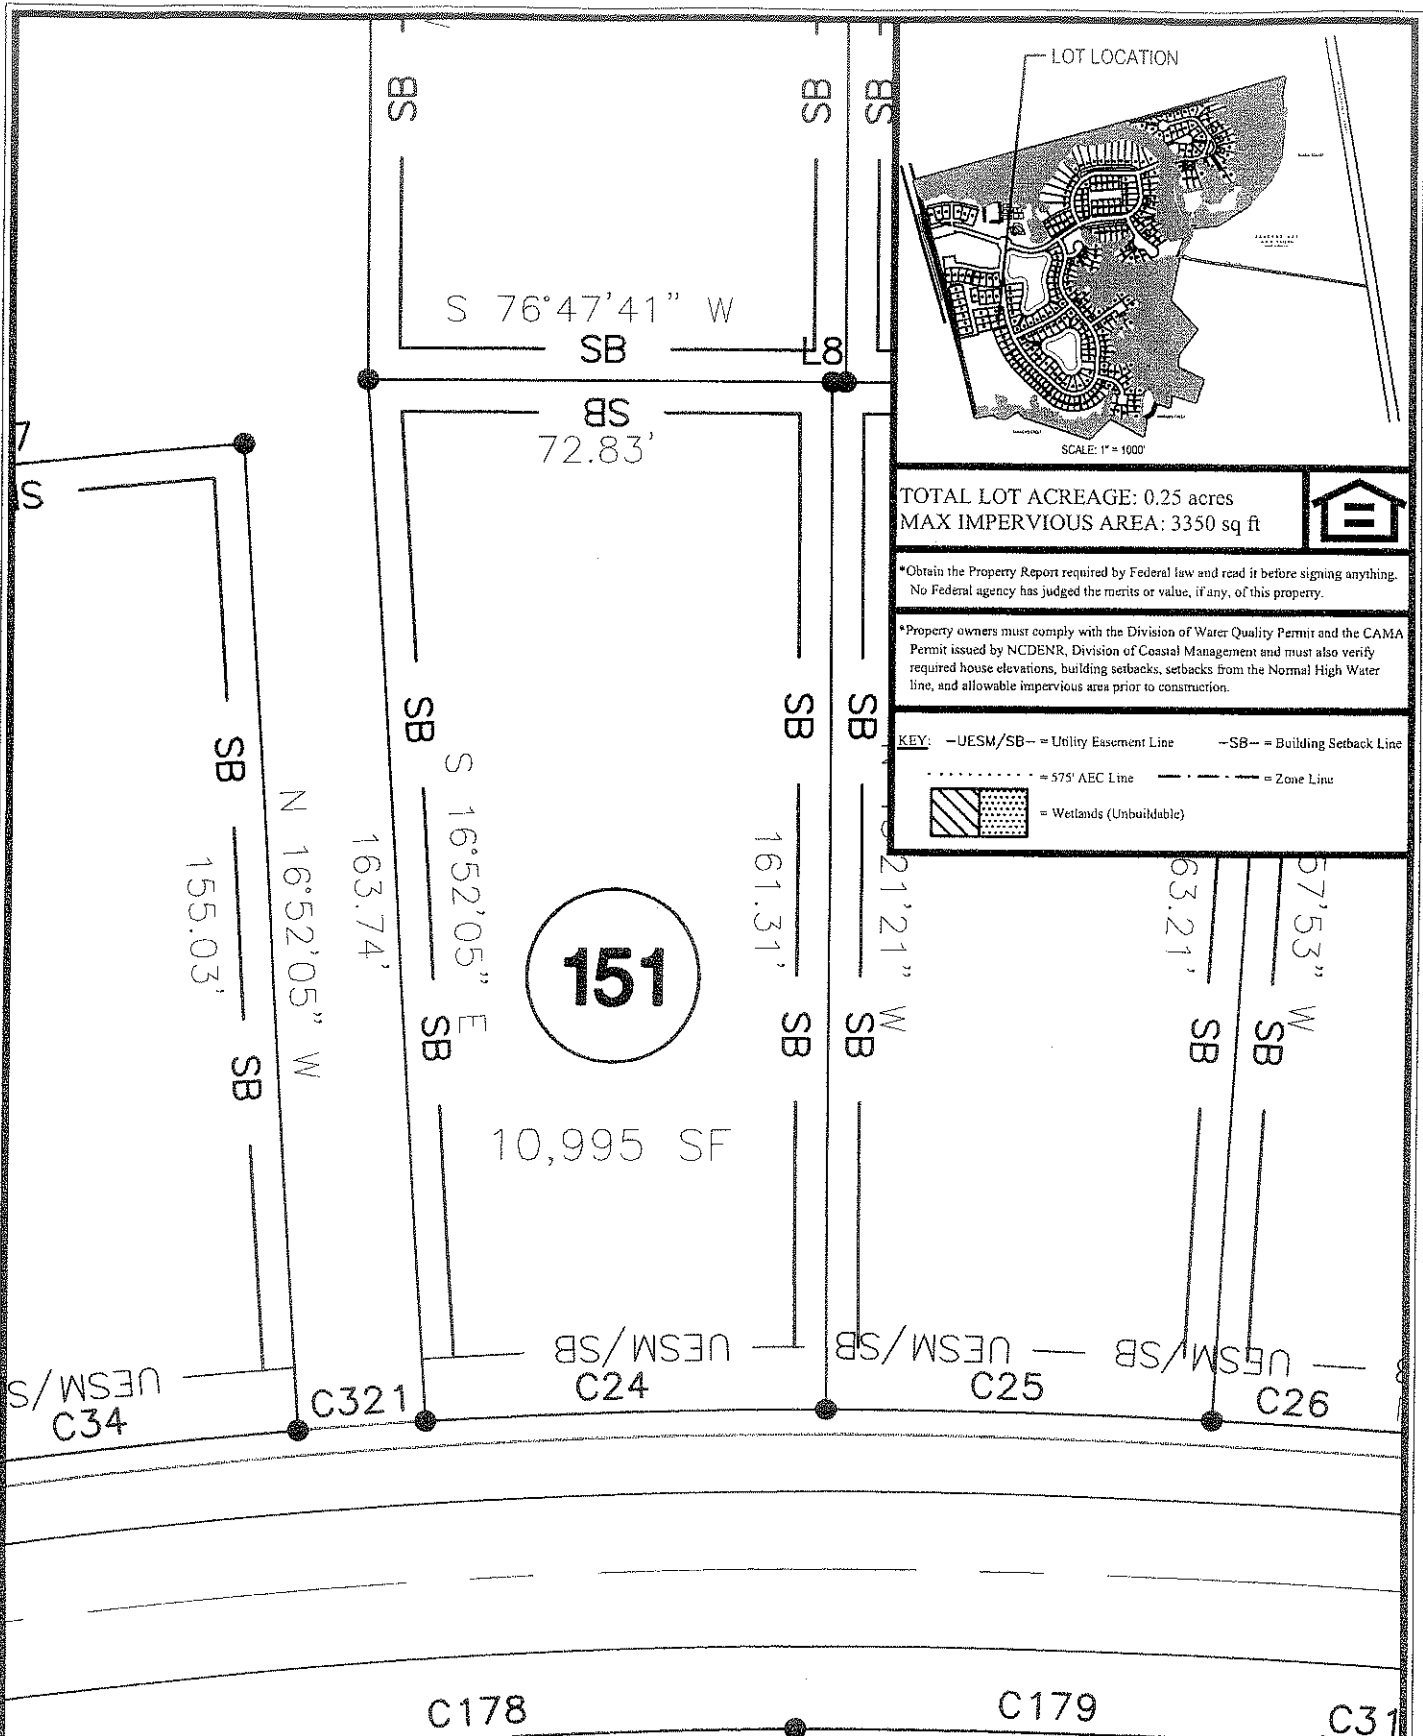 SB
SB
SB
LOT LOCATION
SCALE: 1" = 1000'
S 76°47'41" W
SB
L8
SB
72.83'
7
S
TOTAL LOT ACREAGE: 0.25 acres
MAX IMPERVIOUS AREA: 3350 sq ft
*Obtain the Property Report required by Federal law and read it before signing anything.
No Federal agency has judged the merits or value, if any, of this property.
*Property owners must comply with the Division of Water Quality Permit and the CAMA
Permit issued by NCDENR, Division of Coastal Management and must also verify
required house elevations, building setbacks, setbacks from the Normal High Water
line, and allowable impervious area prior to construction.
KEY: -UESM/SB- = Utility Easement Line --SB-- = Building Setback Line
= 575' AEC Line = Zone Line
= Wetlands (Unbuildable)
SB
SB
SB
SB
N 16°52'05" W
155.03'
163.74'
S 16°52'05" E
161.31'
21'21" W
63.21'
57'53" W
151
SB
SB
SB
SB
SB
SB
10,995 SF
UESM/S
UESM/SB
UESM/SB
UESM/SB
C34
C321
C24
C25
C26
C178
C179
C31